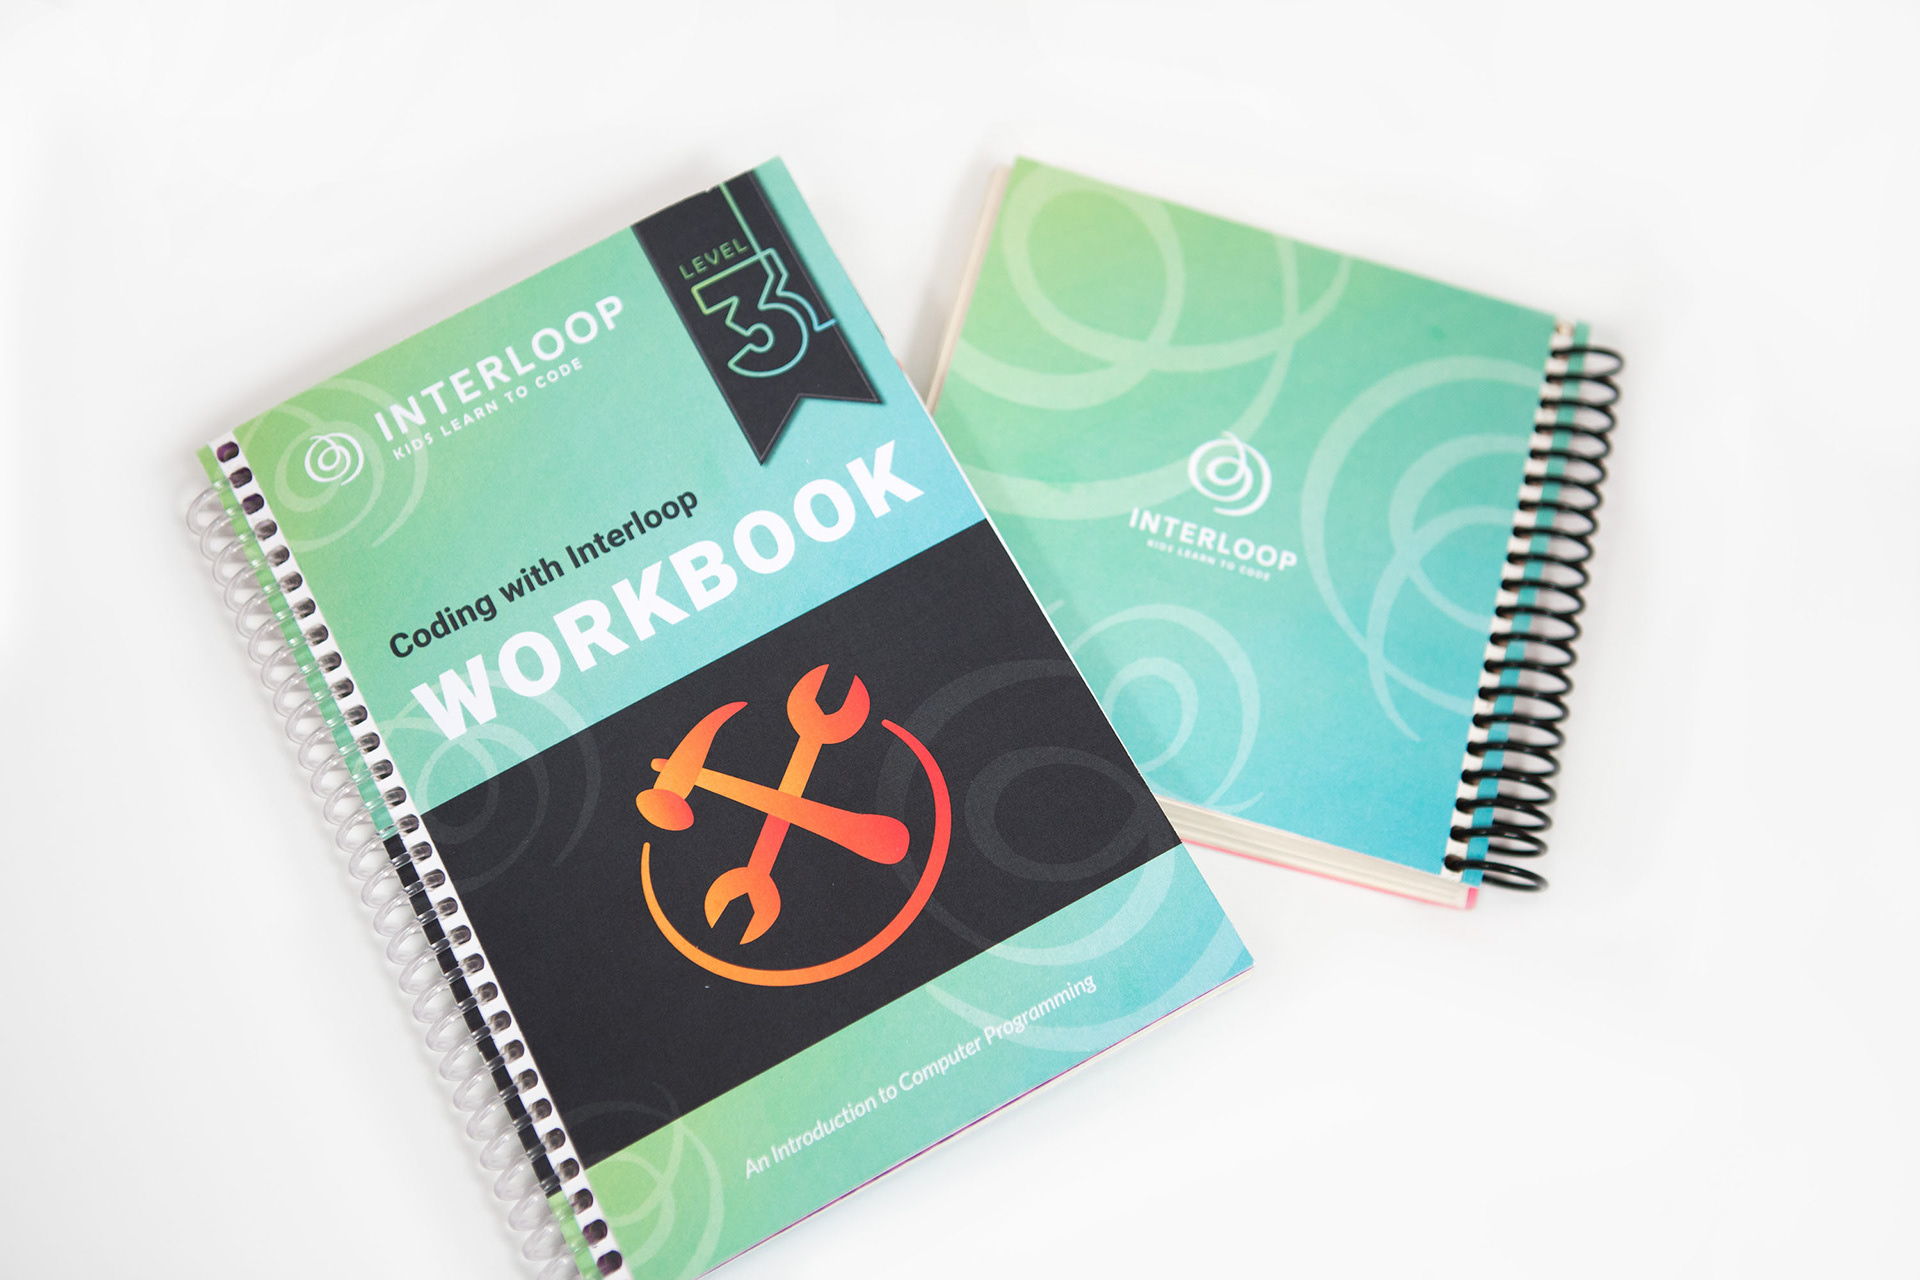 LEVEL
3
INTERLOOP
KIDS LEARN TO CODE
Coding with Interloop
WORKBOOK
An Introduction to Computer Programming
INTERLOOP
KIDS LEARN TO CODE